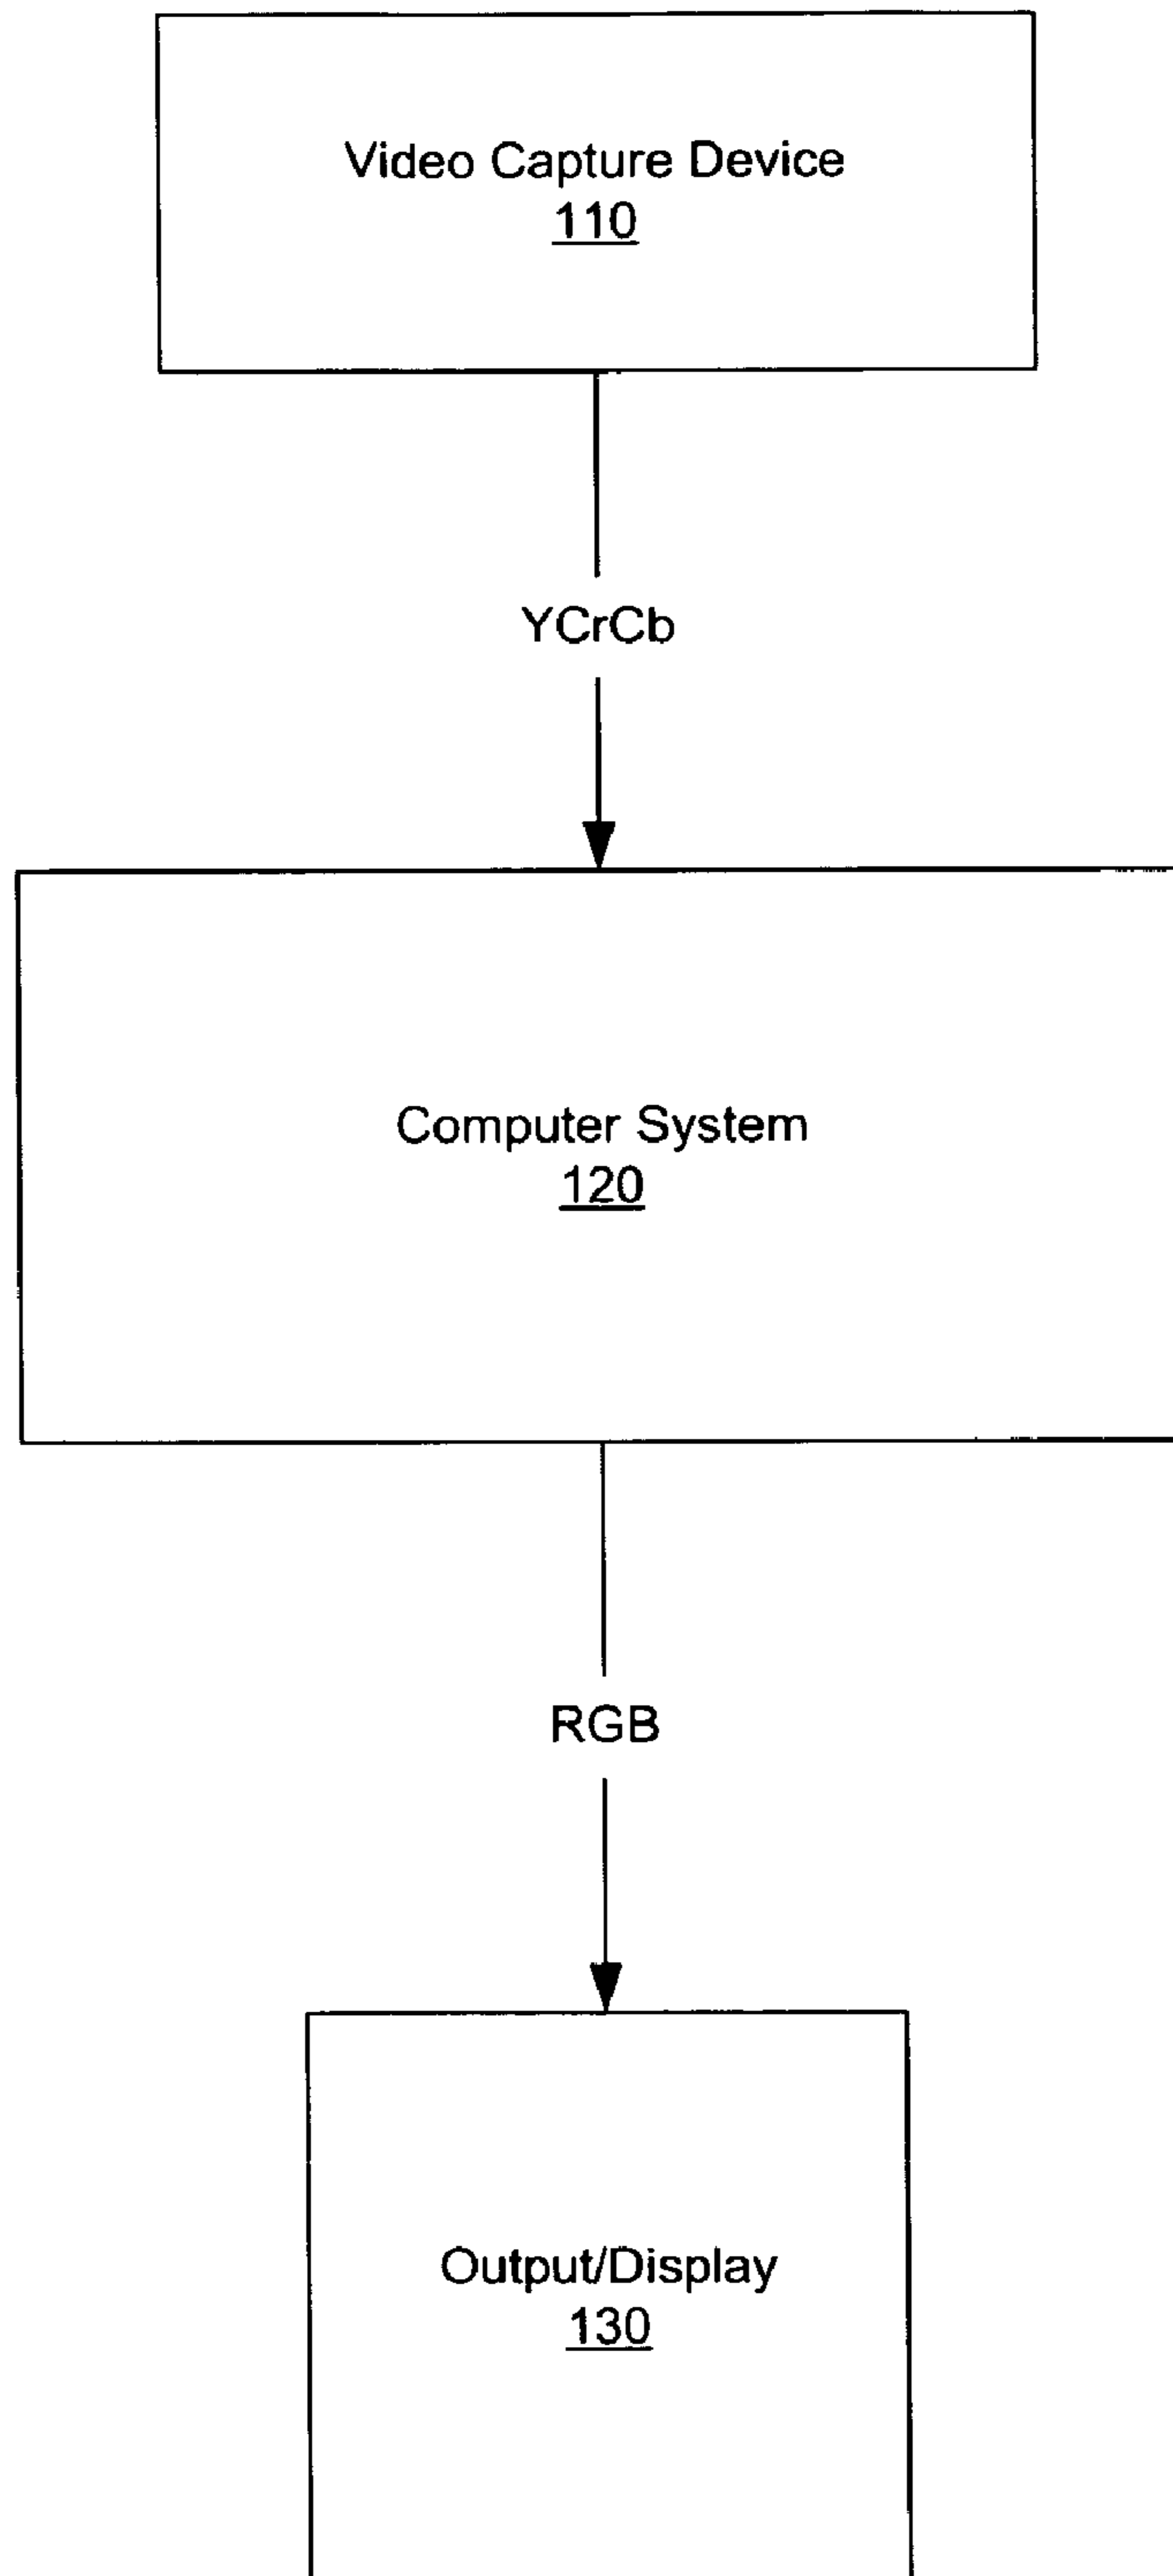 Video Capture Device
110
YCrCb
Computer System
120
RGB
Output/Display
130